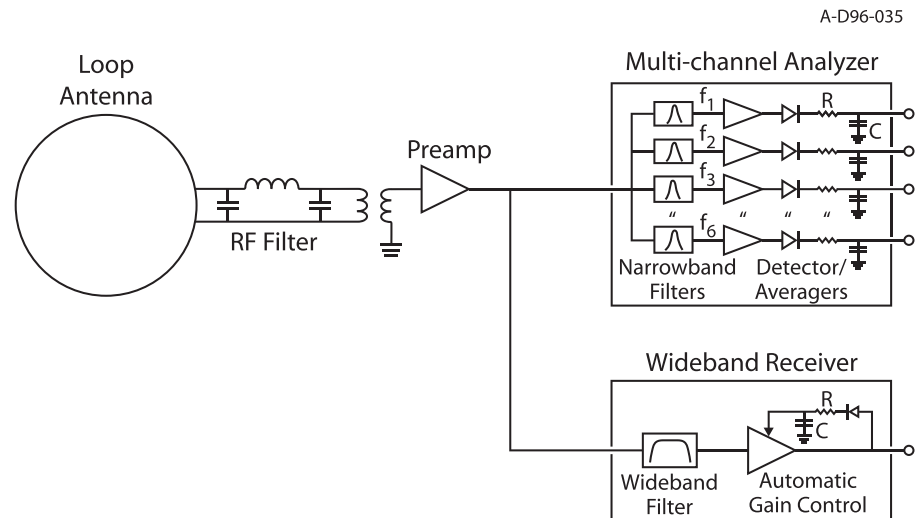 A-D96-035
Loop
Antenna
RF Filter
Preamp
Multi-channel Analyzer
f1
R
C
f2
f3
" " " "
f6
Narrowband
Filters
Detector/
Averagers
Wideband Receiver
R
C
Wideband
Filter
Automatic
Gain Control